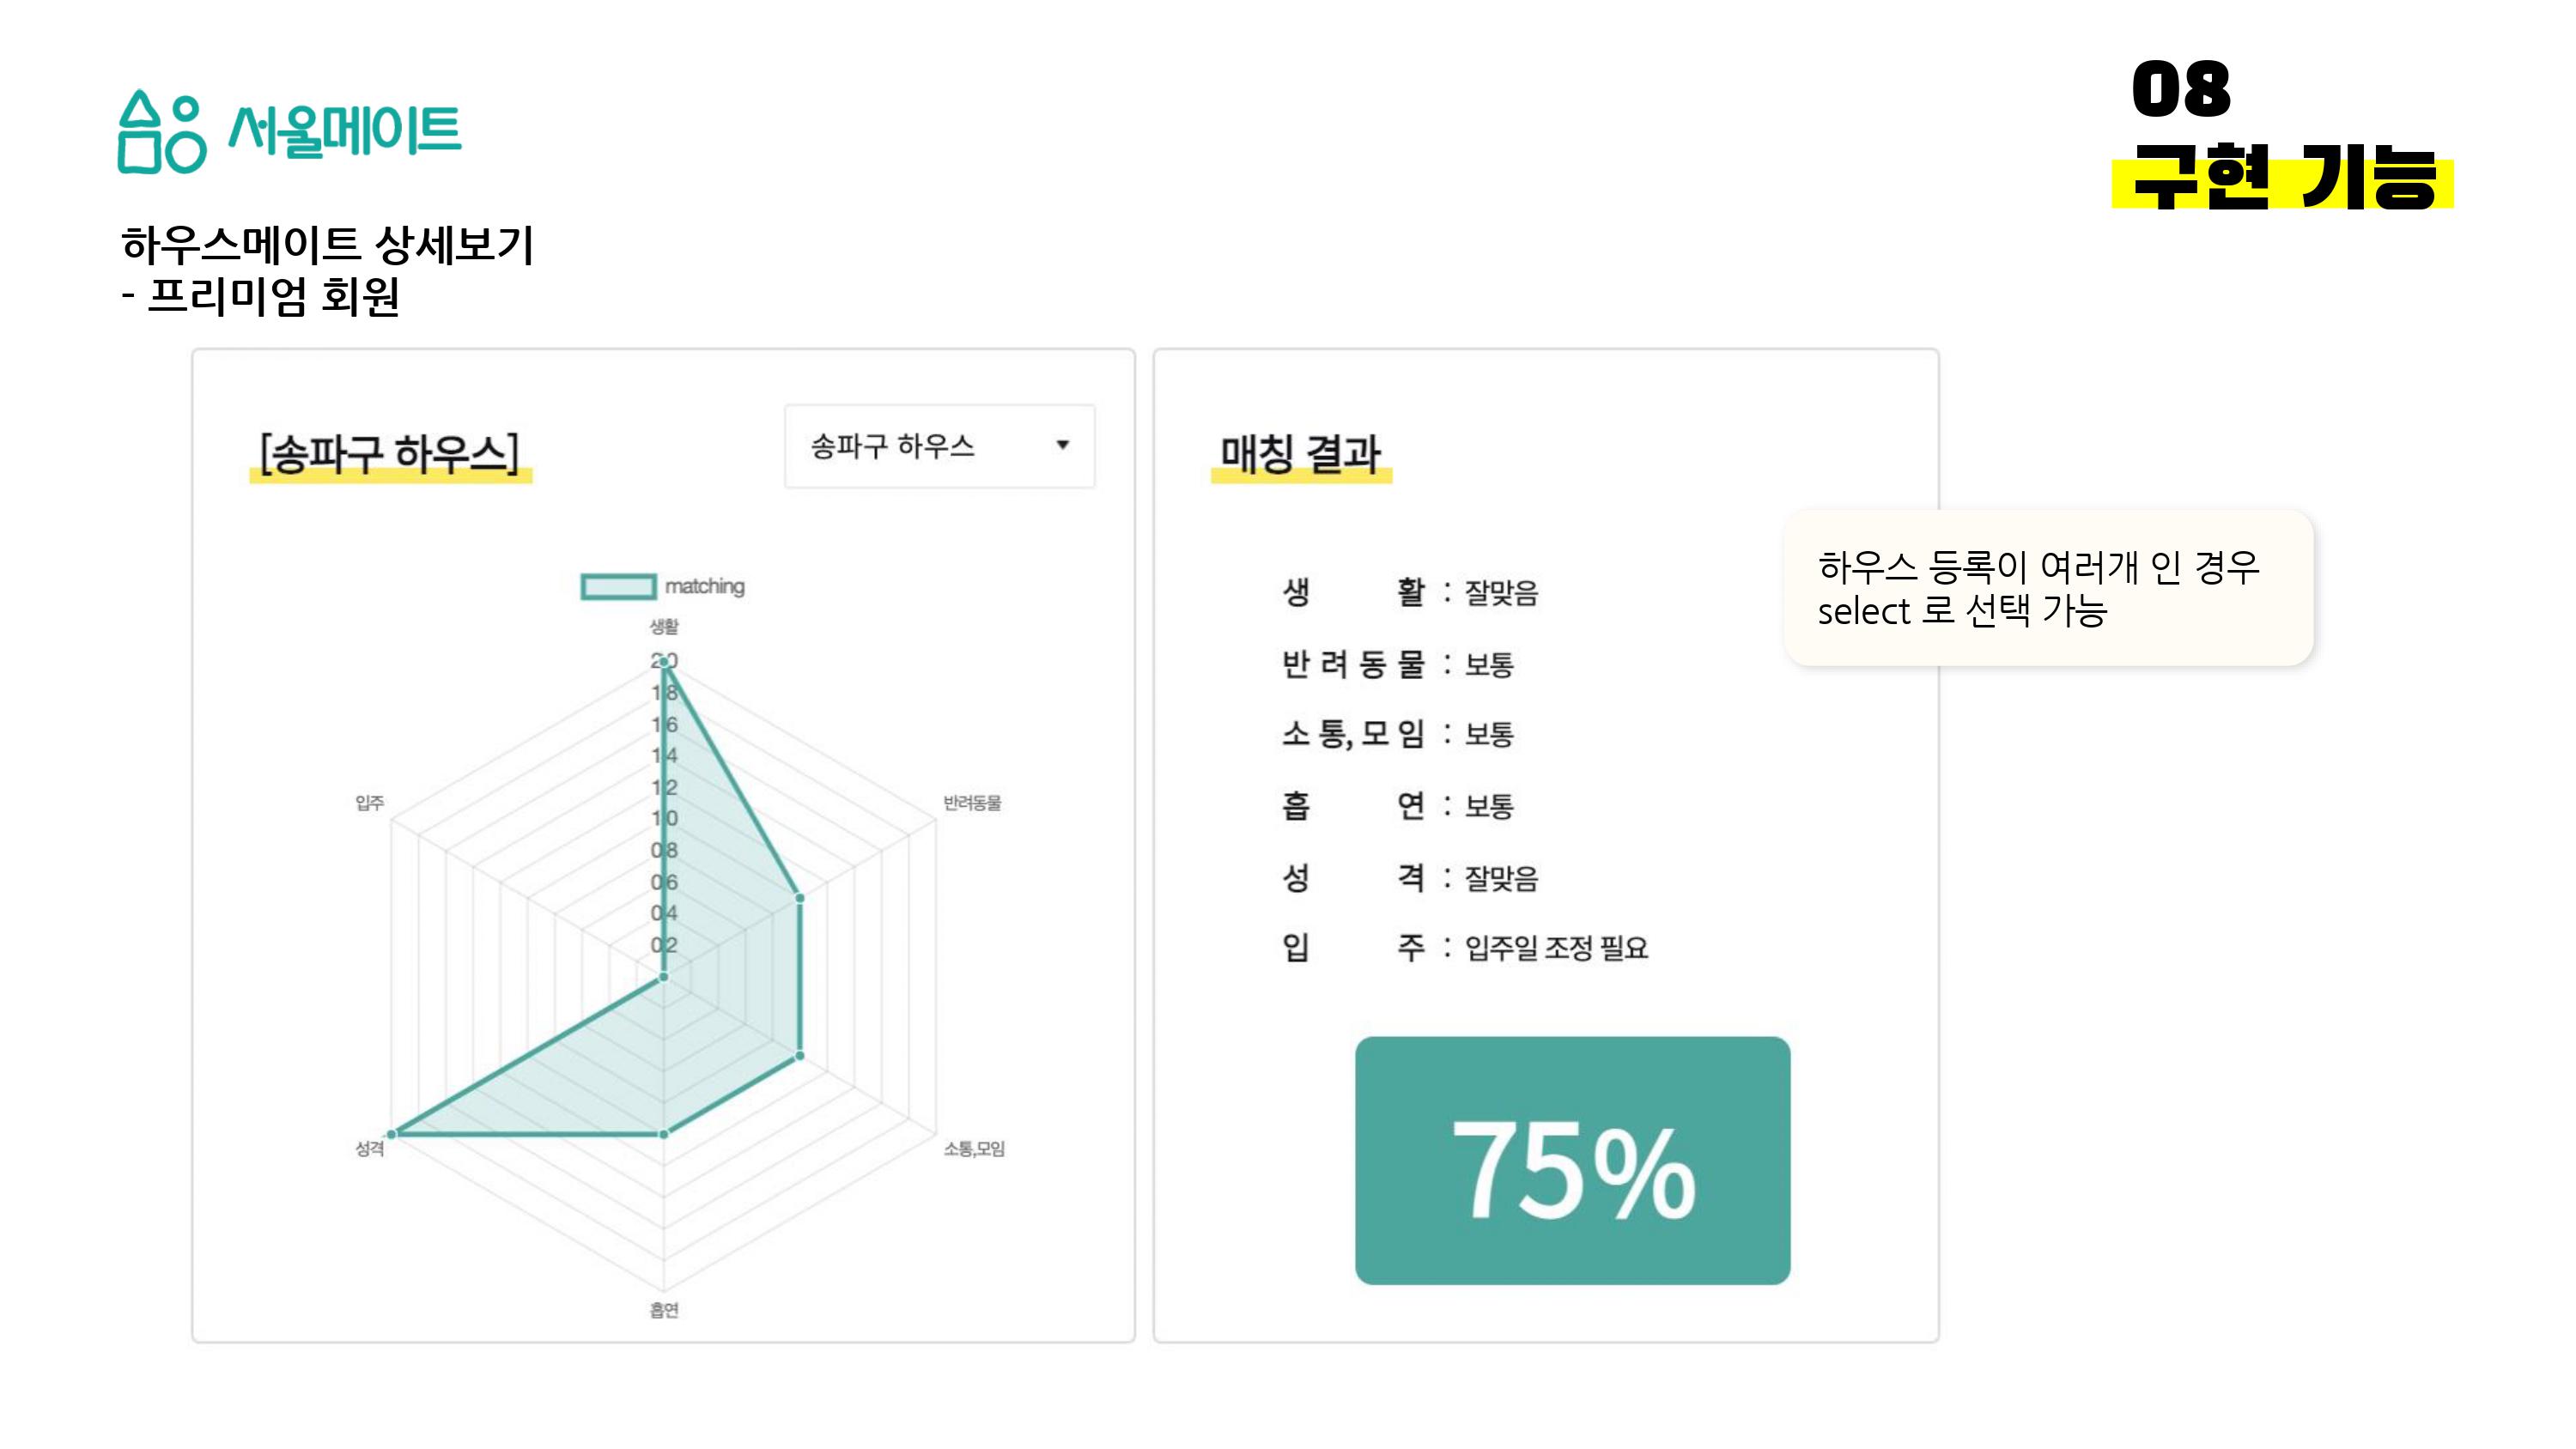 서울메이트
08
구현 기능
하우스메이트 상세보기
- 프리미엄 회원
[송파구 하우스]
송파구 하우스
matching
생활
2.0
1.8
1.6
1.4
1.2
1.0
0.8
0.6
0.4
0.2
입주
반려동물
성격
소통,모임
흡연
매칭 결과
생 활 : 잘맞음
반 려 동 물 : 보통
소 통, 모 임 : 보통
흡 연 : 보통
성 격 : 잘맞음
입 주 : 입주일 조정 필요
75%
하우스 등록이 여러개 인 경우
select 로 선택 가능